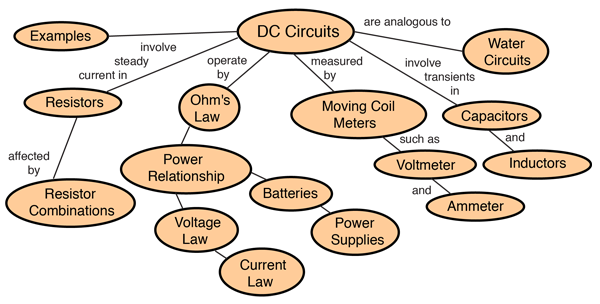 DC Circuits
Examples
are analogous to
Water
Circuits
involve
steady
current in
operate
by
measured
by
involve
transients
in
Resistors
Ohm's
Law
Moving Coil
Meters
Capacitors
such as
and
affected
by
Power
Relationship
Voltmeter
Inductors
Resistor
Combinations
Batteries
and
Ammeter
Voltage
Law
Power
Supplies
Current
Law